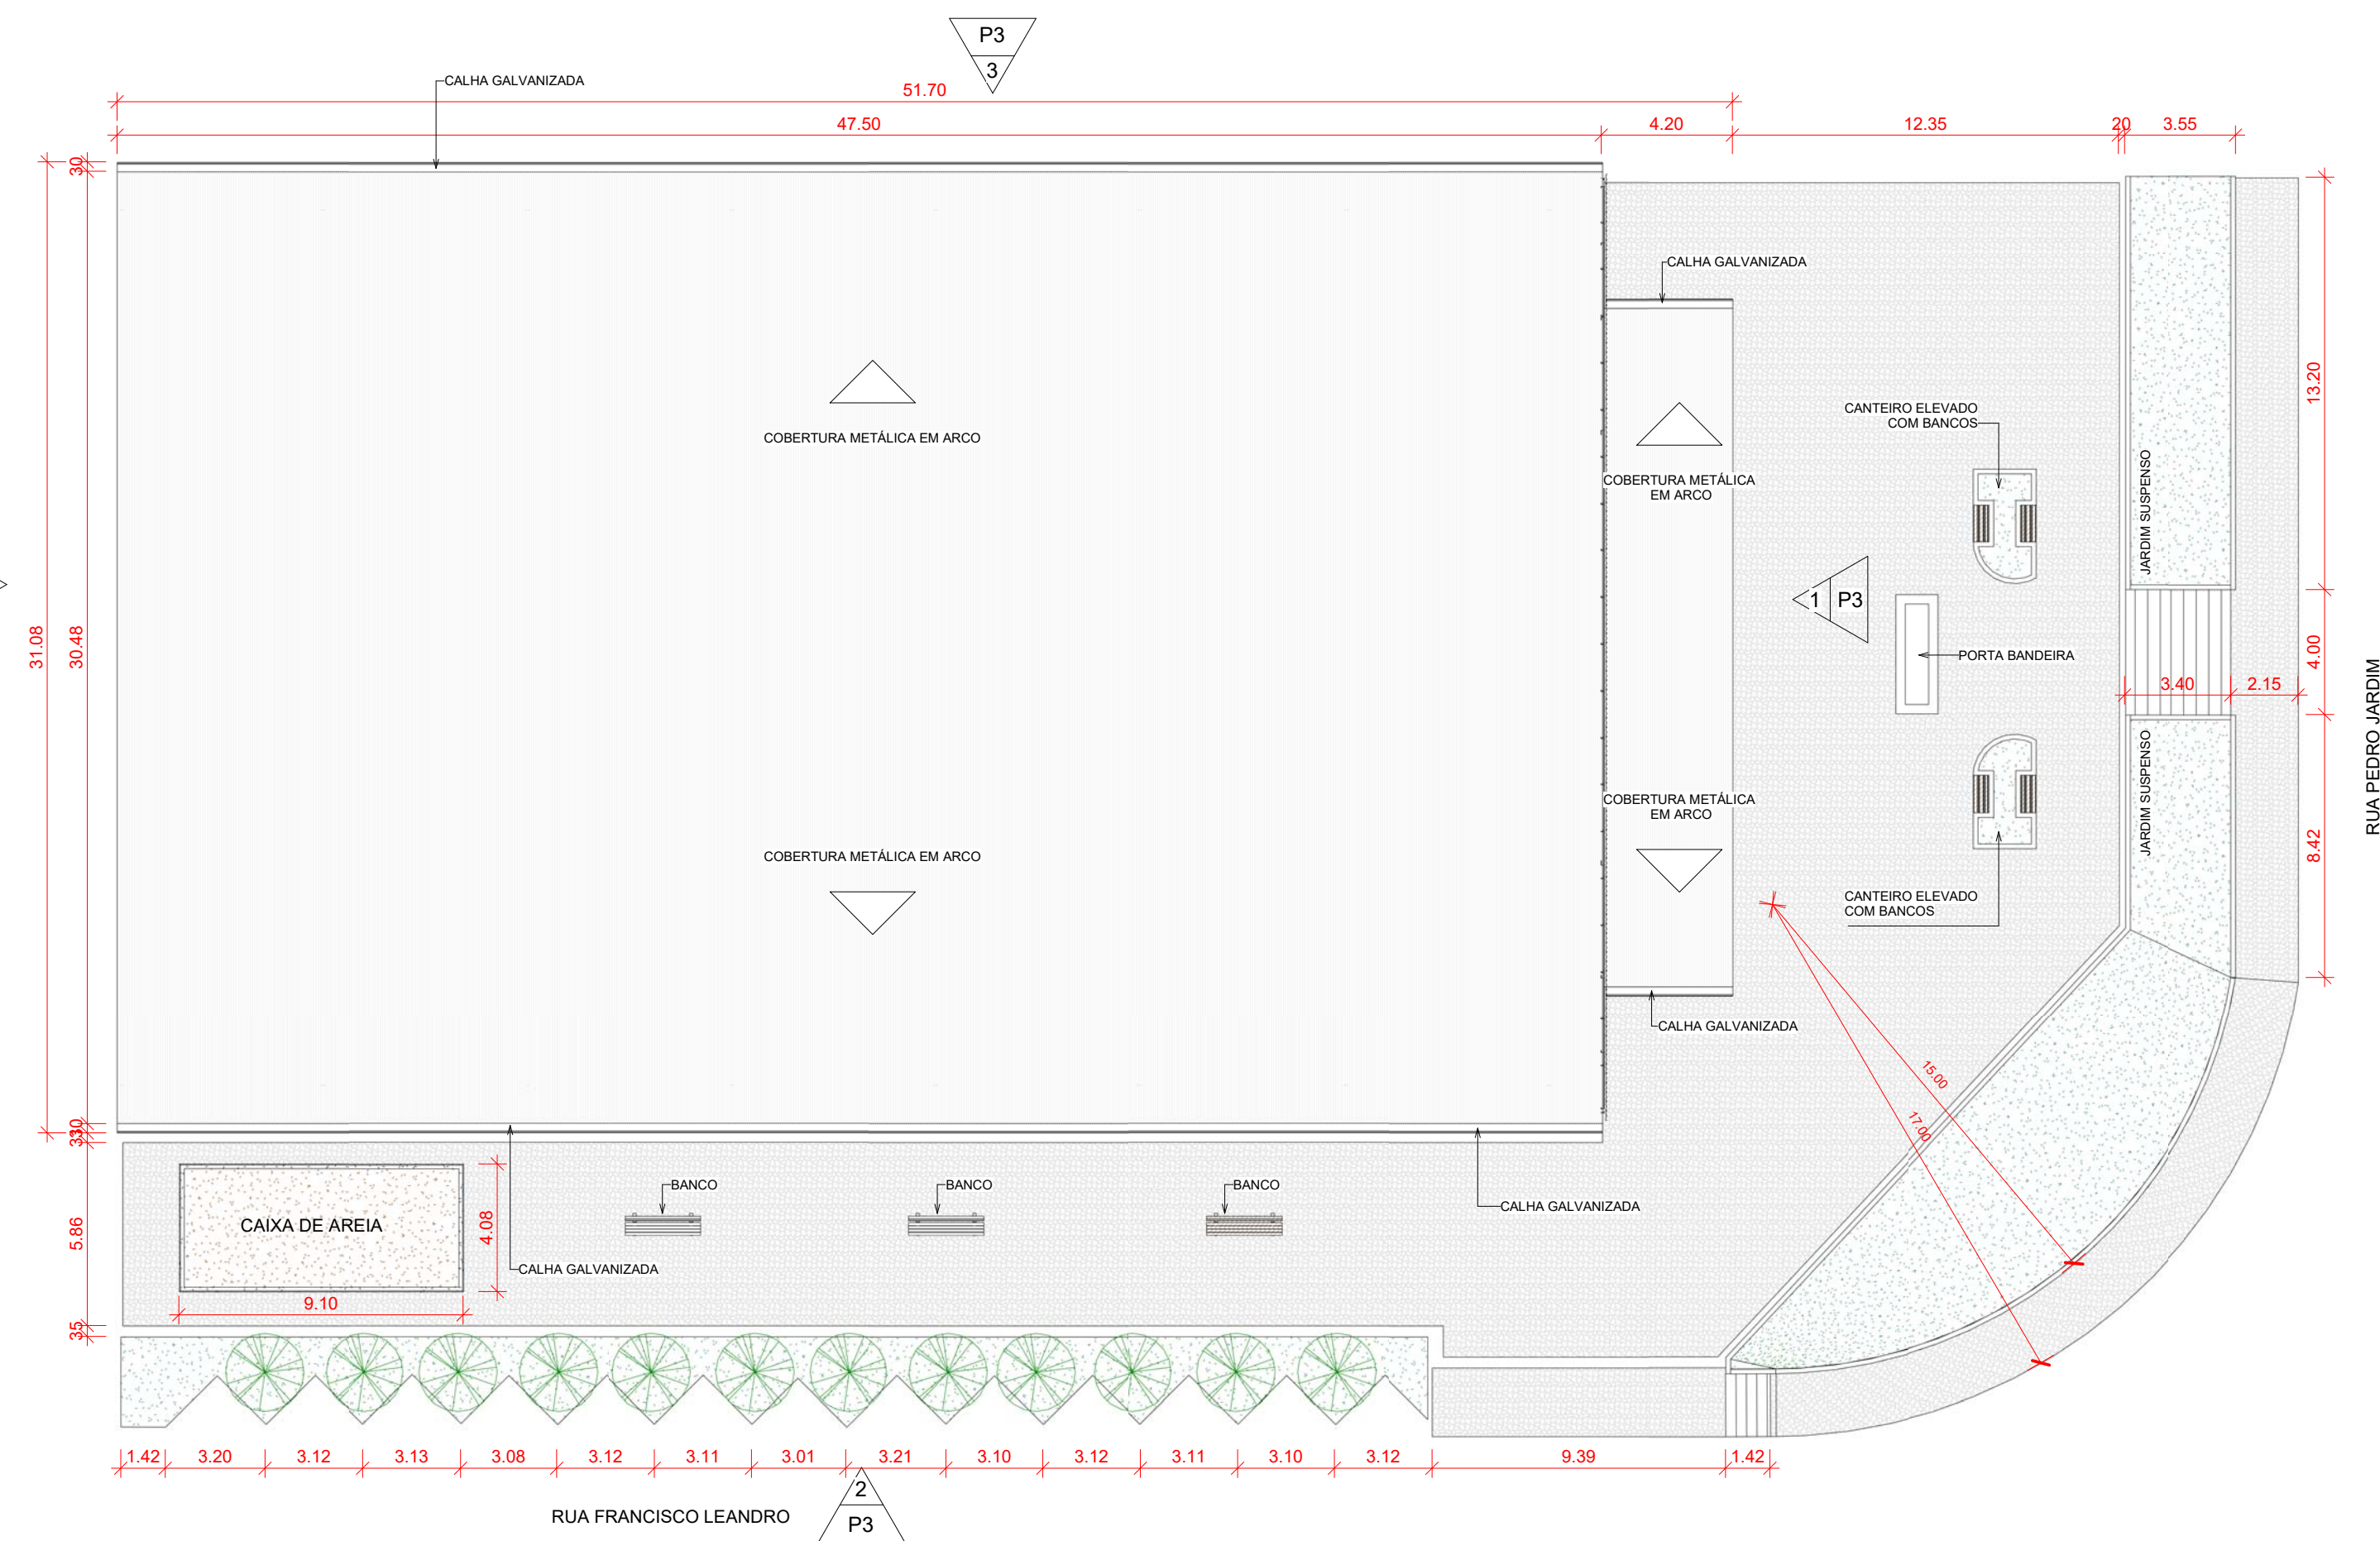 P3
3
CALHA GALVANIZADA
51.70
47.50
4.20
12.35
20
3.55
30
CALHA GALVANIZADA
31.08
30.48
13.20
COBERTURA METÁLICA EM ARCO
COBERTURA METÁLICA
EM ARCO
CANTEIRO ELEVADO
COM BANCOS
JARDIM SUSPENSO
1
P3
PORTA BANDEIRA
4.00
3.40
2.15
RUA PEDRO JARDIM
JARDIM SUSPENSO
8.42
COBERTURA METÁLICA
EM ARCO
COBERTURA METÁLICA EM ARCO
CANTEIRO ELEVADO
COM BANCOS
CALHA GALVANIZADA
15.00
17.00
30
33
BANCO
BANCO
BANCO
CALHA GALVANIZADA
CAIXA DE AREIA
4.08
5.86
CALHA GALVANIZADA
9.10
35
1.42
3.20
3.12
3.13
3.08
3.12
3.11
3.01
3.21
3.10
3.12
3.11
3.10
3.12
9.39
1.42
2
P3
RUA FRANCISCO LEANDRO